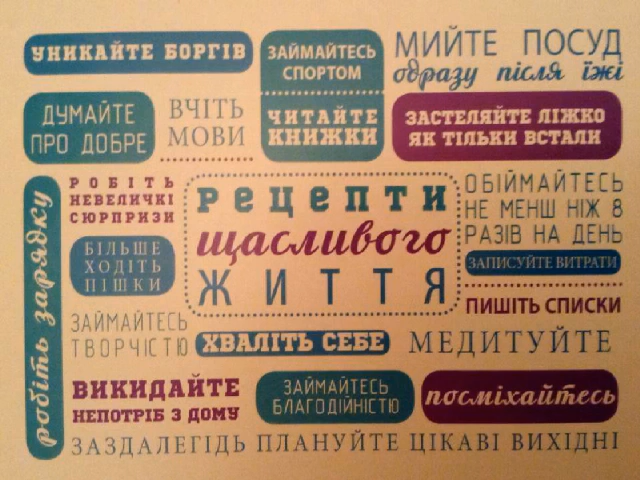 УНИКАЙТЕ БОРГІВ
ЗАЙМАЙТЕСЬ
СПОРТОМ
МИЙТЕ ПОСУД
одразу після їжі
ДУМАЙТЕ
ПРО ДОБРЕ
ВЧІТЬ
МОВИ
ЧИТАЙТЕ
КНИЖКИ
ЗАСТЕЛЯЙТЕ ЛІЖКО
ЯК ТІЛЬКИ ВСТАЛИ
робіть зарядку
РОБІТЬ
НЕВЕЛИЧКІ
СЮРПРИЗИ
РЕЦЕПТИ
щасливого
ЖИТТЯ
ОБІЙМАЙТЕСЬ
НЕ МЕНШ НІЖ 8
РАЗІВ НА ДЕНЬ
БІЛЬШЕ
ХОДІТЬ
ПІШКИ
ЗАПИСУЙТЕ ВИТРАТИ
ПИШІТЬ СПИСКИ
ЗАЙМАЙТЕСЬ
ТВОРЧІСТЮ
ХВАЛІТЬ СЕБЕ
МЕДИТУЙТЕ
ВИКИДАЙТЕ
НЕПОТРІБ З ДОМУ
ЗАЙМАЙТЕСЬ
БЛАГОДІЙНІСТЮ
посміхайтесь
ЗАЗДАЛЕГІДЬ ПЛАНУЙТЕ ЦІКАВІ ВИХІДНІ